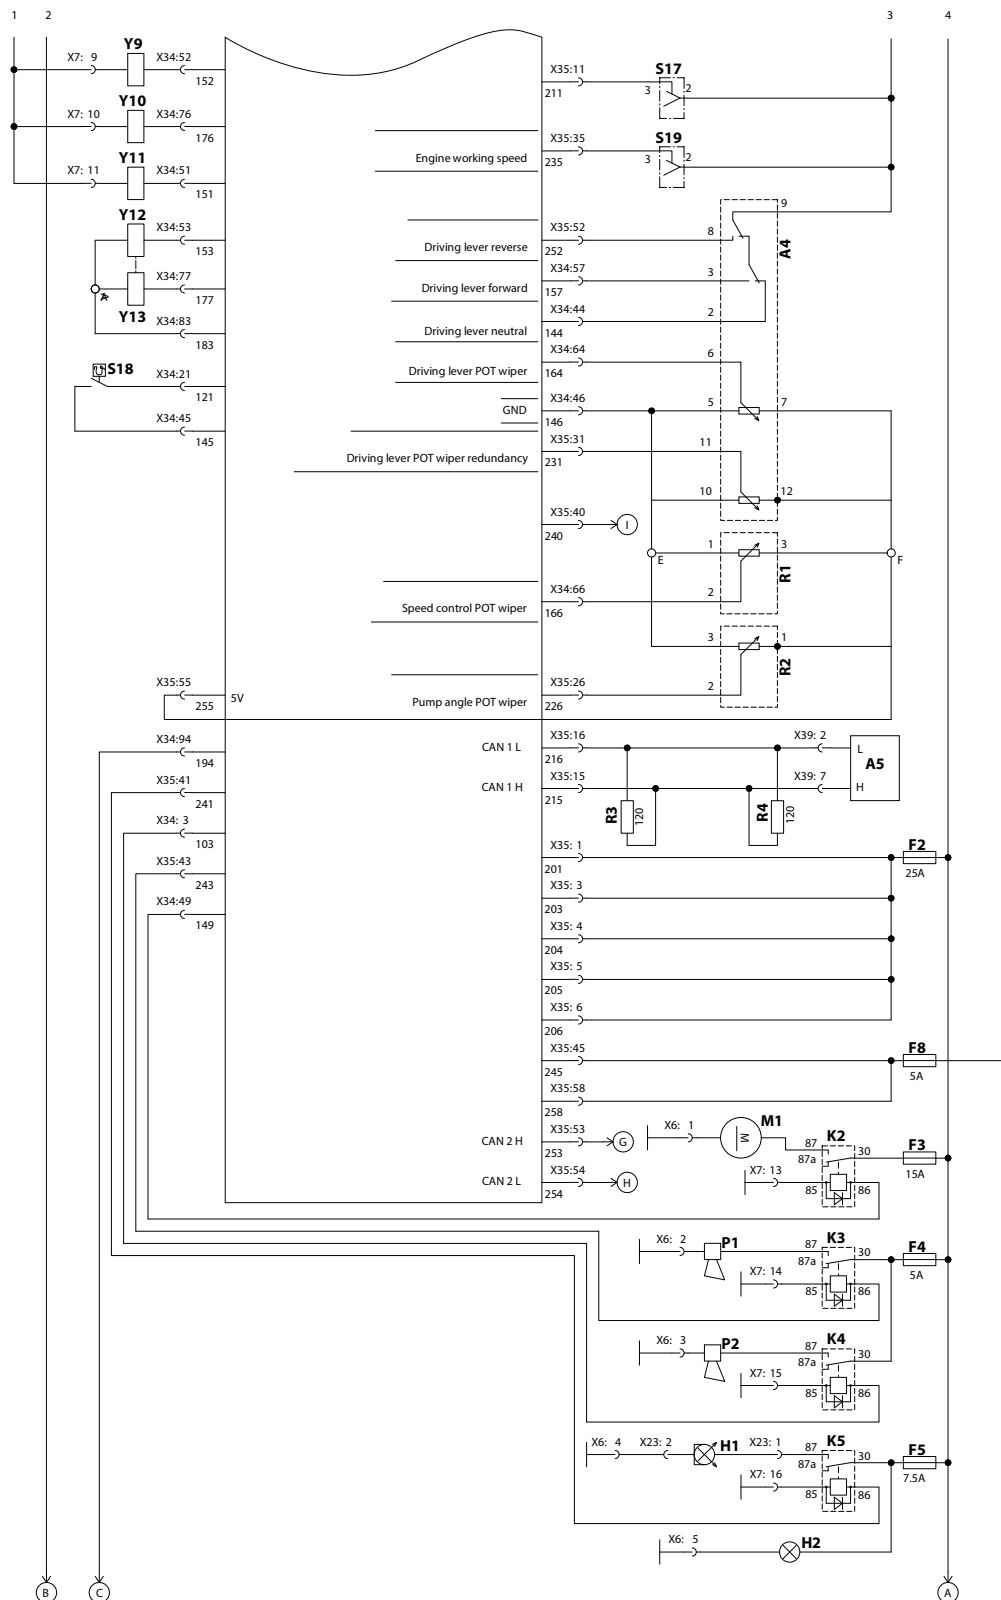 1 2 3 4
Y9
X7: 9 X34:52
152
Y10
X7: 10 X34:76
176
Y11
X7: 11 X34:51
151
Y12
X34:53
153
X34:77
177
Y13
X34:83
183
S18
X34:21
121
X34:45
145
X35:55
255 5V
X34:94
194
X35:41
241
X34: 3
103
X35:43
243
X34:49
149
X35:11
211
S17
3 2
Engine working speed
X35:35
235
S19
3 2
9
A4
Driving lever reverse
X35:52
252
8
Driving lever forward
X34:57
157
3
Driving lever neutral
X34:44
144
2
Driving lever POT wiper
X34:64
164
6
GND
X34:46
146
5 7
Driving lever POT wiper redundancy
X35:31
231
11
10 12
X35:40
240
I
E
1 3
R1
F
Speed control POT wiper
X34:66
166
2
3 1
R2
Pump angle POT wiper
X35:26
226
2
CAN 1 L
X35:16
216
X39: 2
L
A5
CAN 1 H
X35:15
215
X39: 7
H
R3
120
R4
120
X35: 1
201
F2
25A
X35: 3
203
X35: 4
204
X35: 5
205
X35: 6
206
X35:45
245
F8
5A
X35:58
258
CAN 2 H
X35:53
253
G
CAN 2 L
X35:54
254
H
X6: 1
M1
M
K2
87
87a
30
F3
15A
X7: 13
85 86
X6: 2
P1
K3
87
87a
30
F4
5A
X7: 14
85 86
X6: 3
P2
K4
87
87a
30
X7: 15
85 86
X6: 4 X23: 2
H1
X23: 1
K5
87
87a
30
F5
7.5A
X7: 16
85 86
X6: 5
H2
B C A